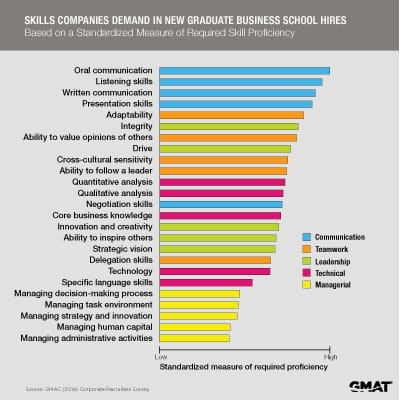 SKILLS COMPANIES DEMAND IN NEW GRADUATE BUSINESS SCHOOL HIRES
Based on a Standardized Measure of Required Skill Proficiency
Oral communication
Listening skills
Written communication
Presentation skills
Adaptability
Integrity
Ability to value opinions of others
Drive
Cross-cultural sensitivity
Ability to follow a leader
Quantitative analysis
Qualitative analysis
Negotiation skills
Core business knowledge
Innovation and creativity
Ability to inspire others
Strategic vision
Delegation skills
Technology
Specific language skills
Managing decision-making process
Managing task environment
Managing strategy and innovation
Managing human capital
Managing administrative activities
Communication
Teamwork
Leadership
Technical
Managerial
Low
High
Standardized measure of required proficiency
Source: GMAC (2014) Corporate Recruiters Survey
GMAT